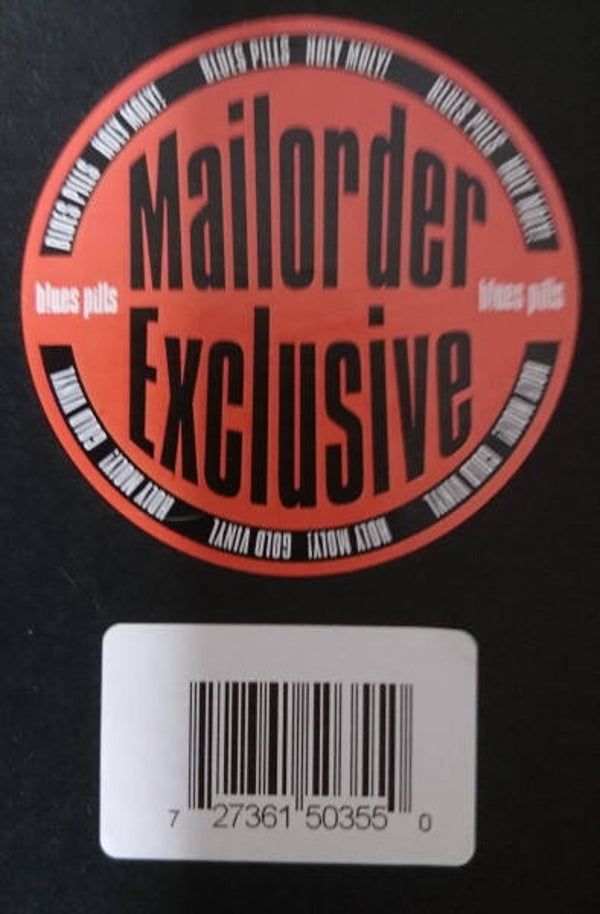 BLUES PILLS HOLY MOLY! BLUES PILLS HOLY MOLY! BLUES PILLS HOLY MOLY!
Mailorder
blues pills blues pills
Exclusive
HOLY MOLY! GOLD VINYL HOLY MOLY! GOLD VINYL HOLY MOLY! GOLD VINYL
7 27361 50355 0